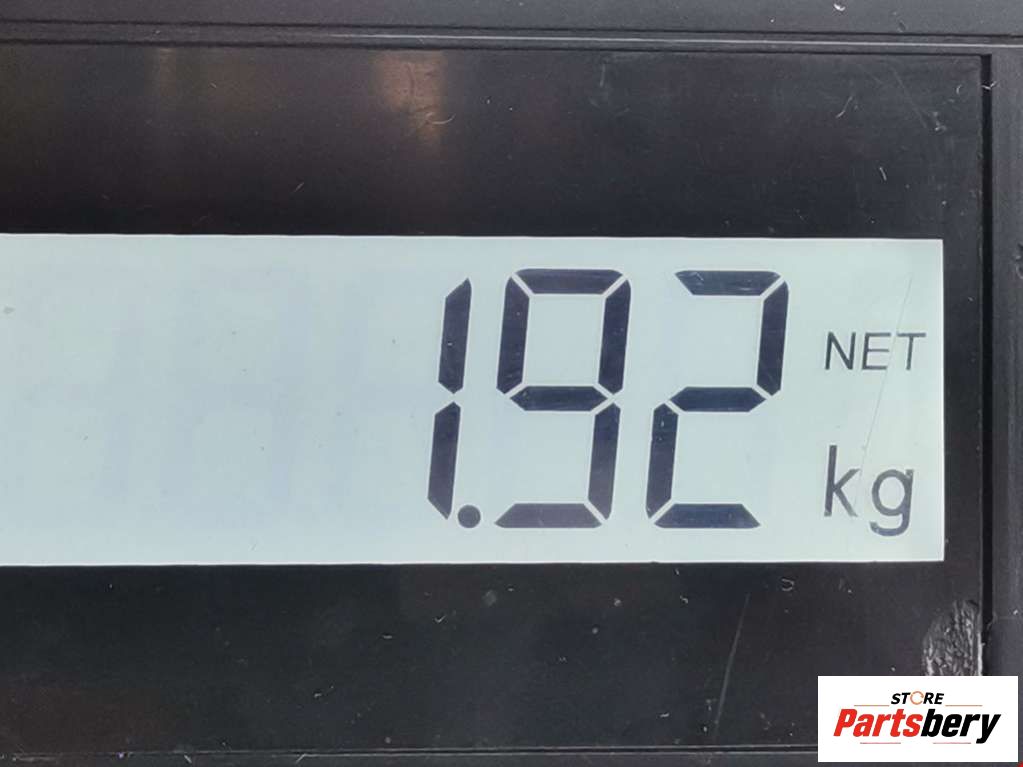 1.92 NET
kg
STORE
Partsbery